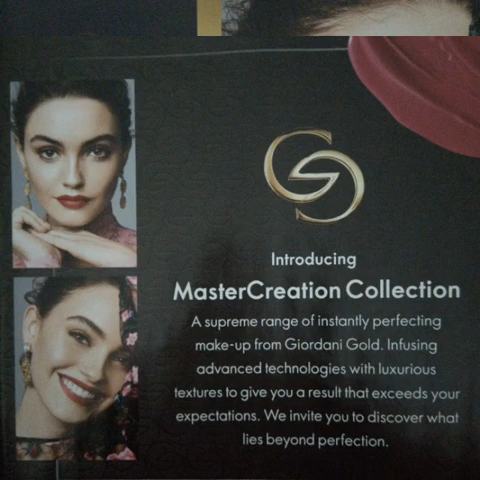 Introducing
MasterCreation Collection
A supreme range of instantly perfecting
make-up from Giordani Gold. Infusing
advanced technologies with luxurious
textures to give you a result that exceeds your
expectations. We invite you to discover what
lies beyond perfection.